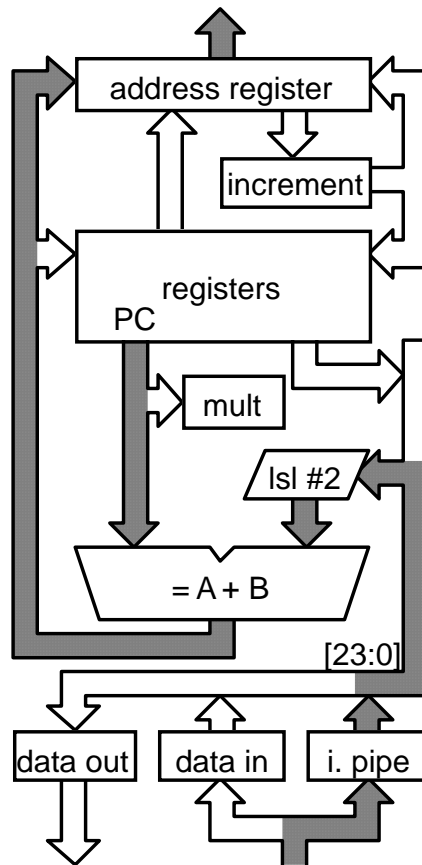 address register
increment
registers
PC
mult
lsl #2
= A + B
[23:0]
data out
data in
i. pipe